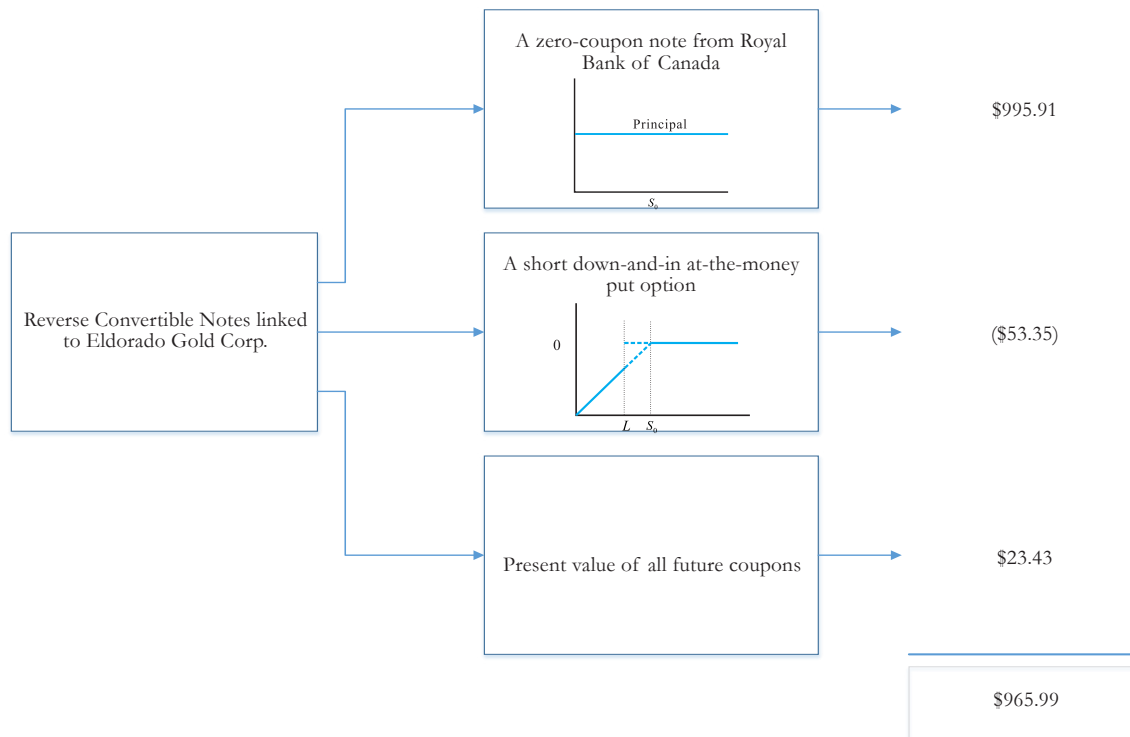 A zero-coupon note from Royal
Bank of Canada
Principal
S₀
$995.91
Reverse Convertible Notes linked
to Eldorado Gold Corp.
A short down-and-in at-the-money
put option
0
L S₀
($53.35)
Present value of all future coupons
$23.43
$965.99